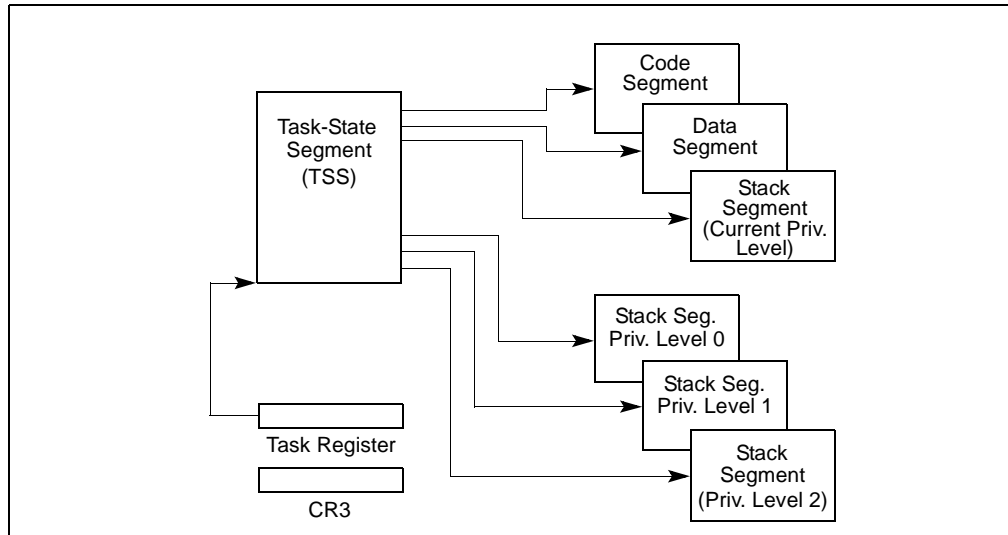 Code
Segment
Task-State
Segment
(TSS)
Data
Segment
Stack
Segment
(Current Priv.
Level)
Stack Seg.
Priv. Level 0
Stack Seg.
Priv. Level 1
Task Register
Stack
Segment
(Priv. Level 2)
CR3